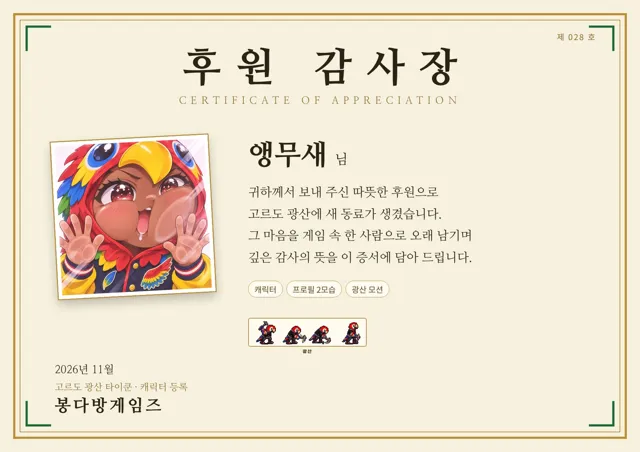 제 028 호
후원 감사장
CERTIFICATE OF APPRECIATION
앵무새 님
귀하께서 보내 주신 따뜻한 후원으로
고르도 광산에 새 동료가 생겼습니다.
그 마음을 게임 속 한 사람으로 오래 남기며
깊은 감사의 뜻을 이 증서에 담아 드립니다.
캐릭터 프로필 2모습 광산 모션
광산
2026년 11월
고르도 광산 타이쿤 · 캐릭터 등록
봉다방게임즈